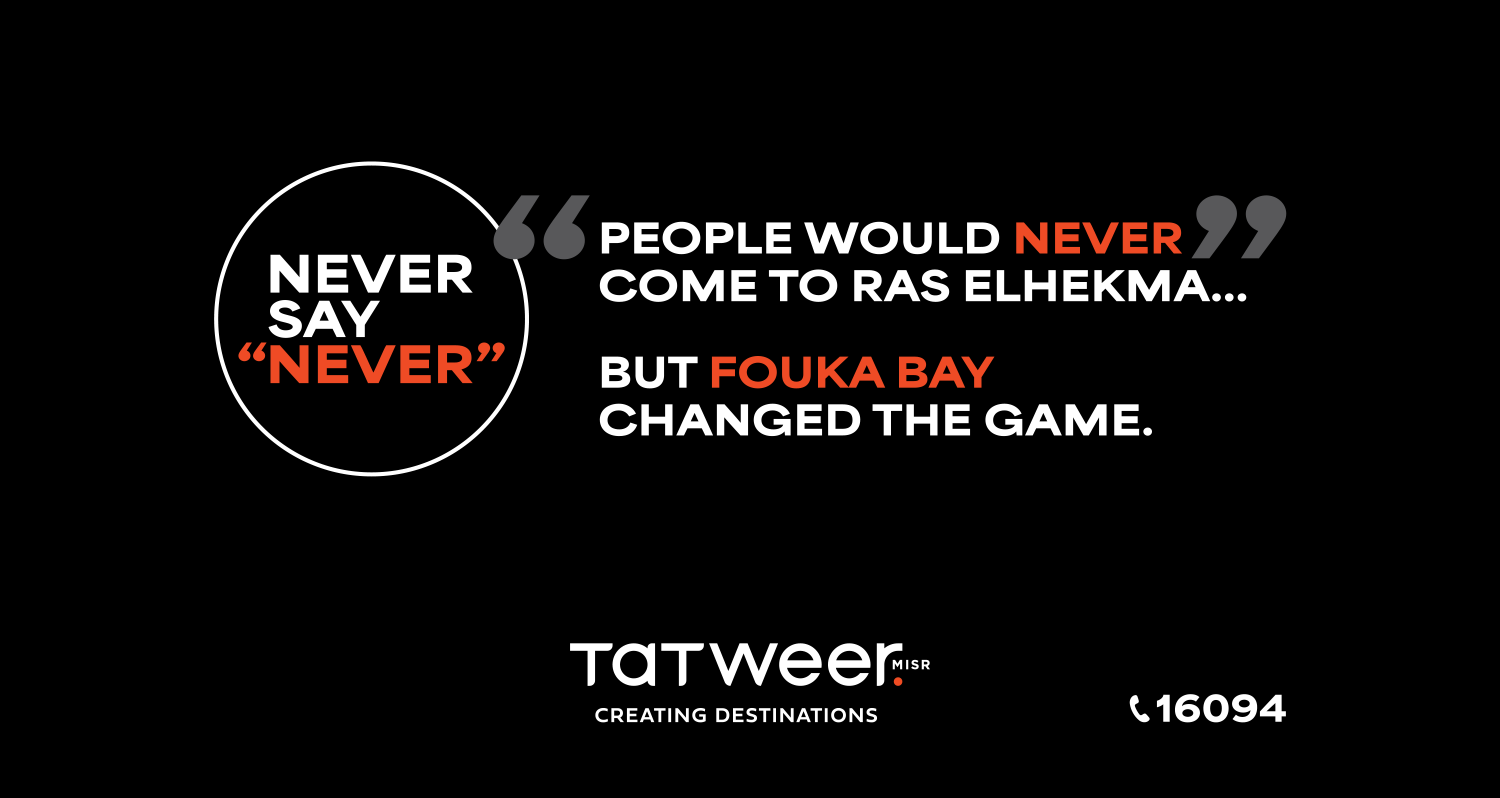 NEVER
SAY
“NEVER”
“PEOPLE WOULD NEVER”
COME TO RAS ELHEKMA...
BUT FOUKA BAY
CHANGED THE GAME.
TaTweer.
MISR
CREATING DESTINATIONS
16094